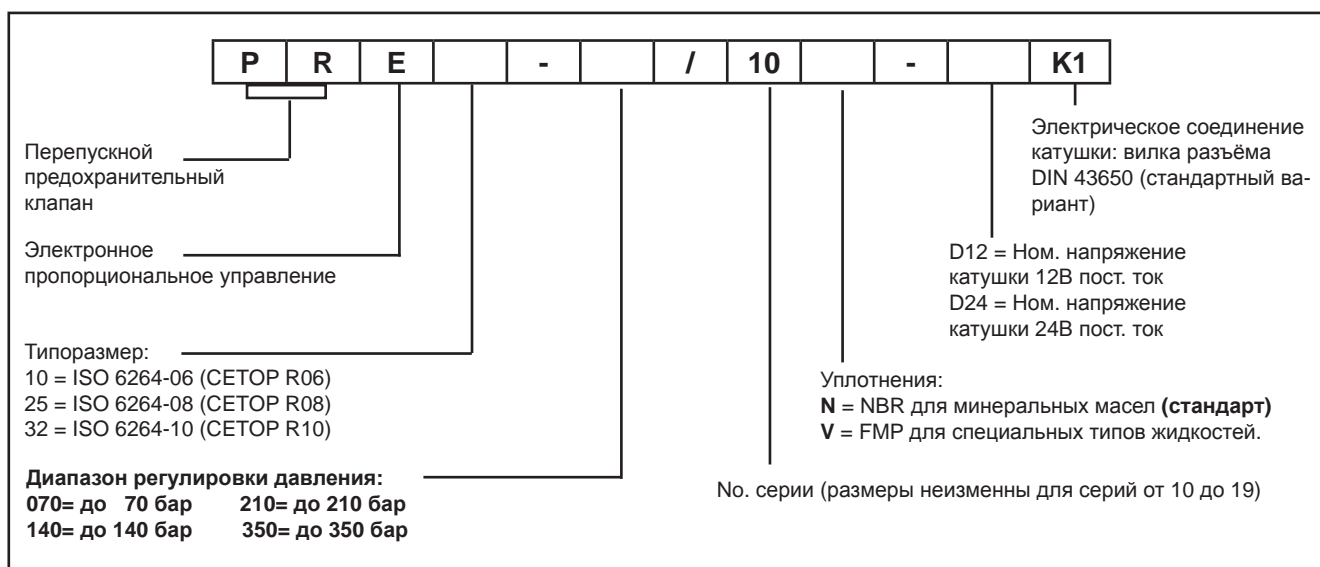 P R E - / 10 - K1
Перепускной
предохранительный
клапан
Электронное
пропорциональное управление
Типоразмер:
10 = ISO 6264-06 (CETOP R06)
25 = ISO 6264-08 (CETOP R08)
32 = ISO 6264-10 (CETOP R10)
Диапазон регулировки давления:
070= до 70 бар 210= до 210 бар
140= до 140 бар 350= до 350 бар
Электрическое соединение
катушки: вилка разъёма
DIN 43650 (стандартный ва-
риант)
D12 = Ном. напряжение
катушки 12В пост. ток
D24 = Ном. напряжение
катушки 24В пост. ток
Уплотнения:
N = NBR для минеральных масел (стандарт)
V = FMP для специальных типов жидкостей.
No. серии (размеры неизменны для серий от 10 до 19)